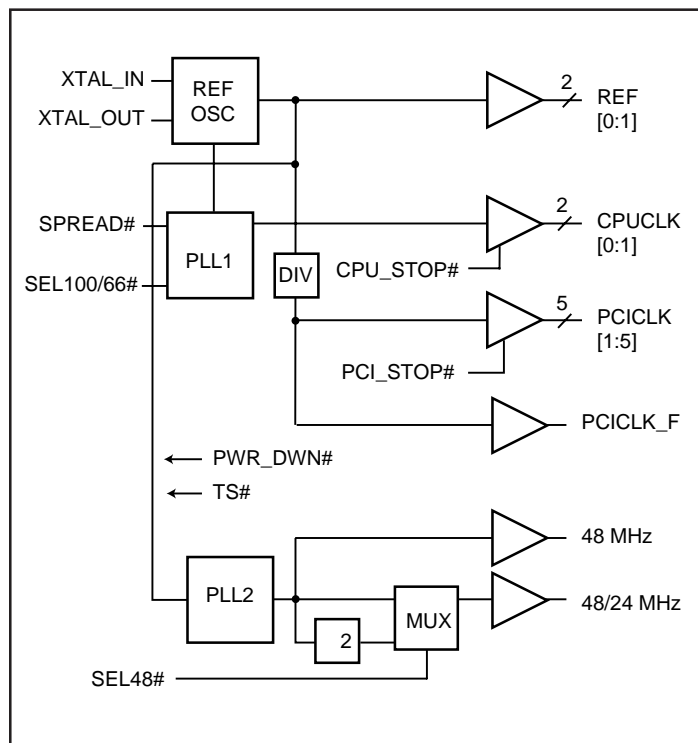 XTAL_IN
XTAL_OUT
REF
OSC
2
REF
[0:1]
SPREAD#
SEL100/66#
PLL1
2
CPUCLK
[0:1]
CPU_STOP#
DIV
5
PCICLK
[1:5]
PCI_STOP#
PCICLK_F
PWR_DWN#
TS#
48 MHz
PLL2
MUX
48/24 MHz
2
SEL48#